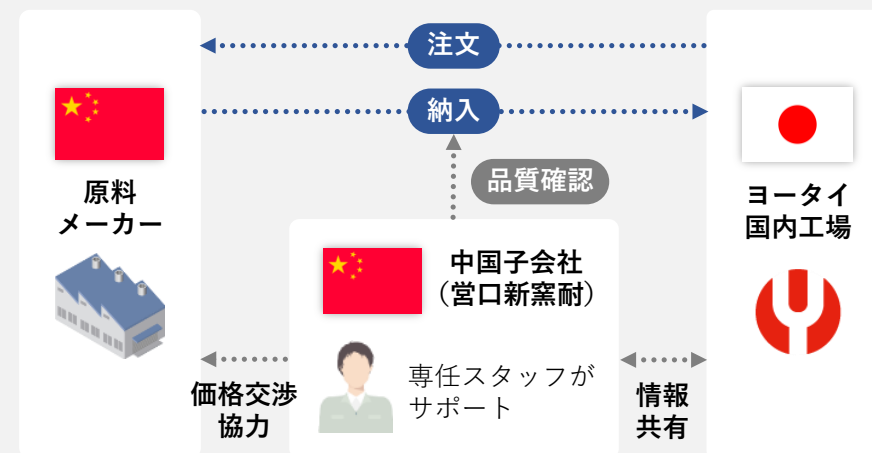 注文
納入
品質確認
原料
メーカー
ヨータイ
国内工場
中国子会社
（営口新窯耐）
専任スタッフが
サポート
価格交渉
協力
情報
共有